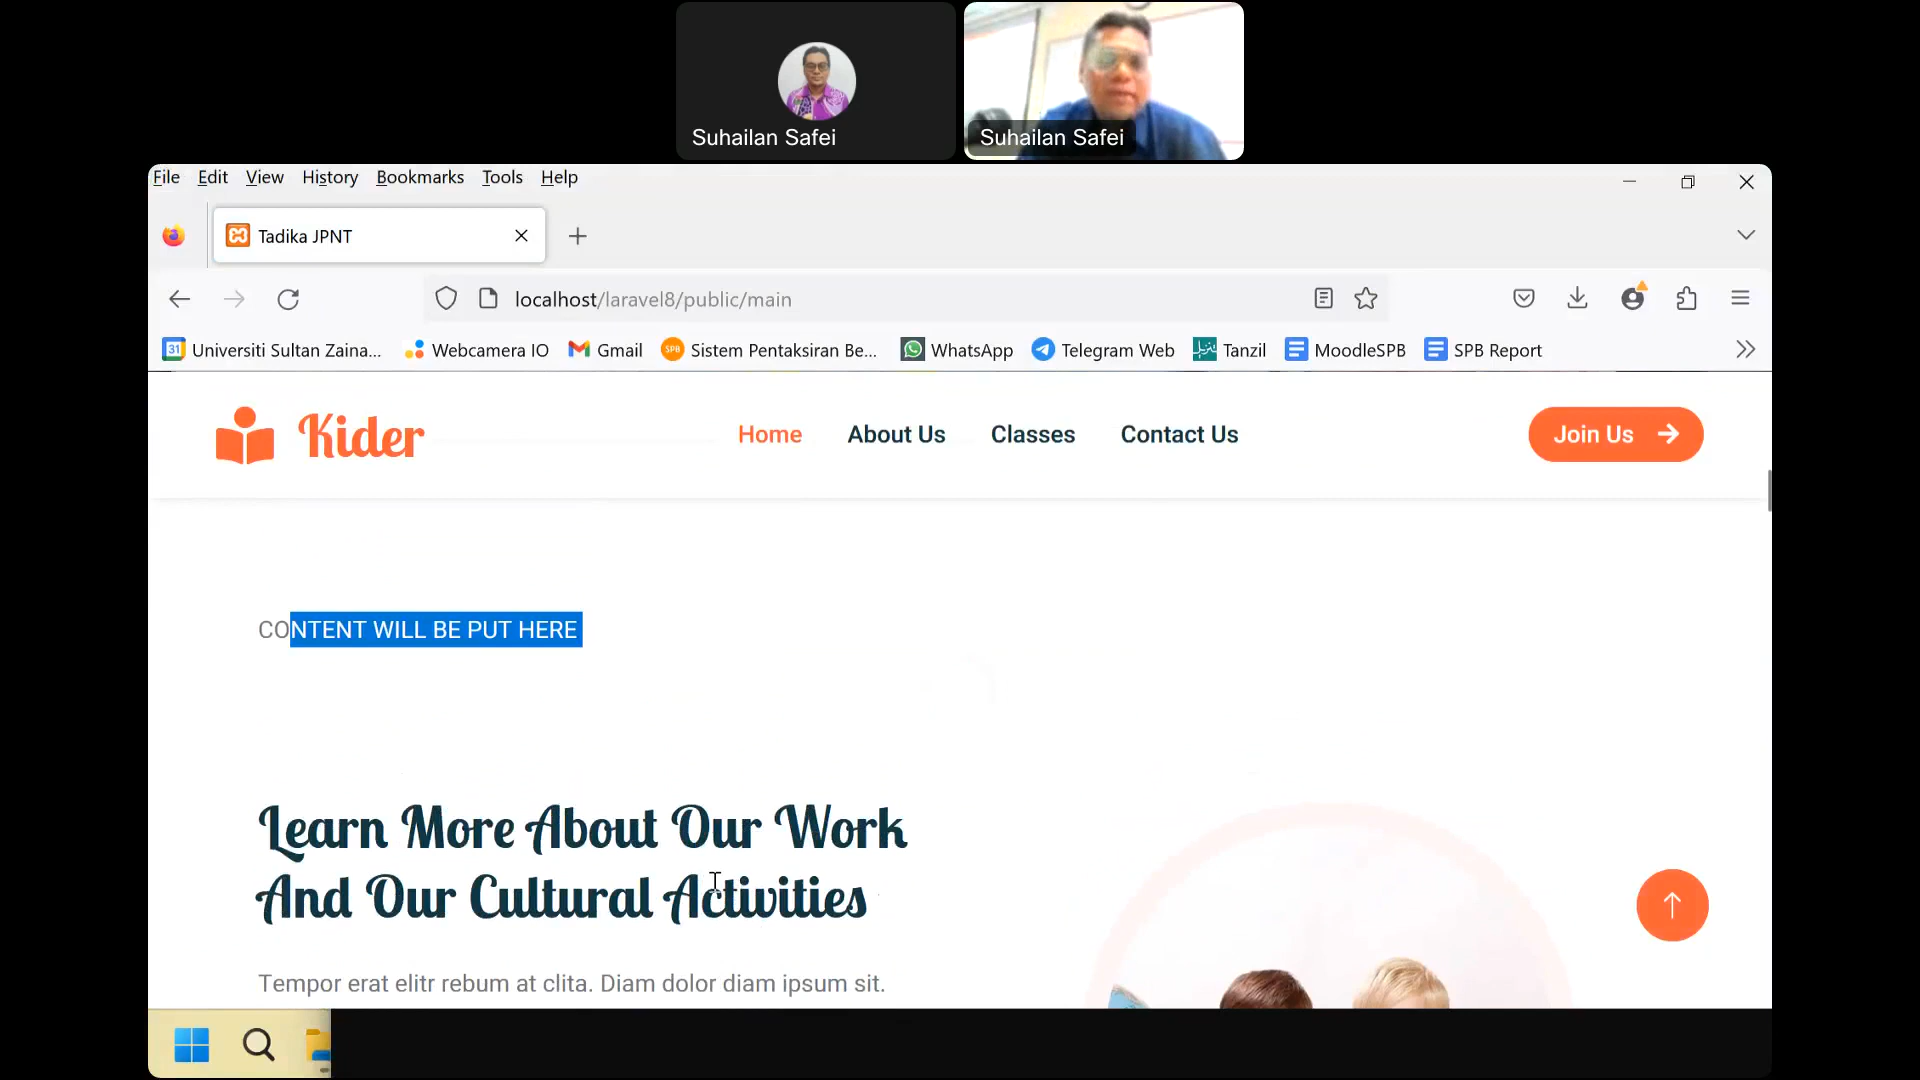 Suhailan Safei
Suhailan Safei
File Edit View History Bookmarks Tools Help
Tadika JPNT
localhost/laravel8/public/main
31 Universiti Sultan Zaina... Webcamera IO Gmail SPB Sistem Pentaksiran Be... WhatsApp Telegram Web Tanzil MoodleSPB SPB Report
Kider Home About Us Classes Contact Us Join Us
CONTENT WILL BE PUT HERE
Learn More About Our Work
And Our Cultural Activities
Tempor erat elitr rebum at clita. Diam dolor diam ipsum sit.